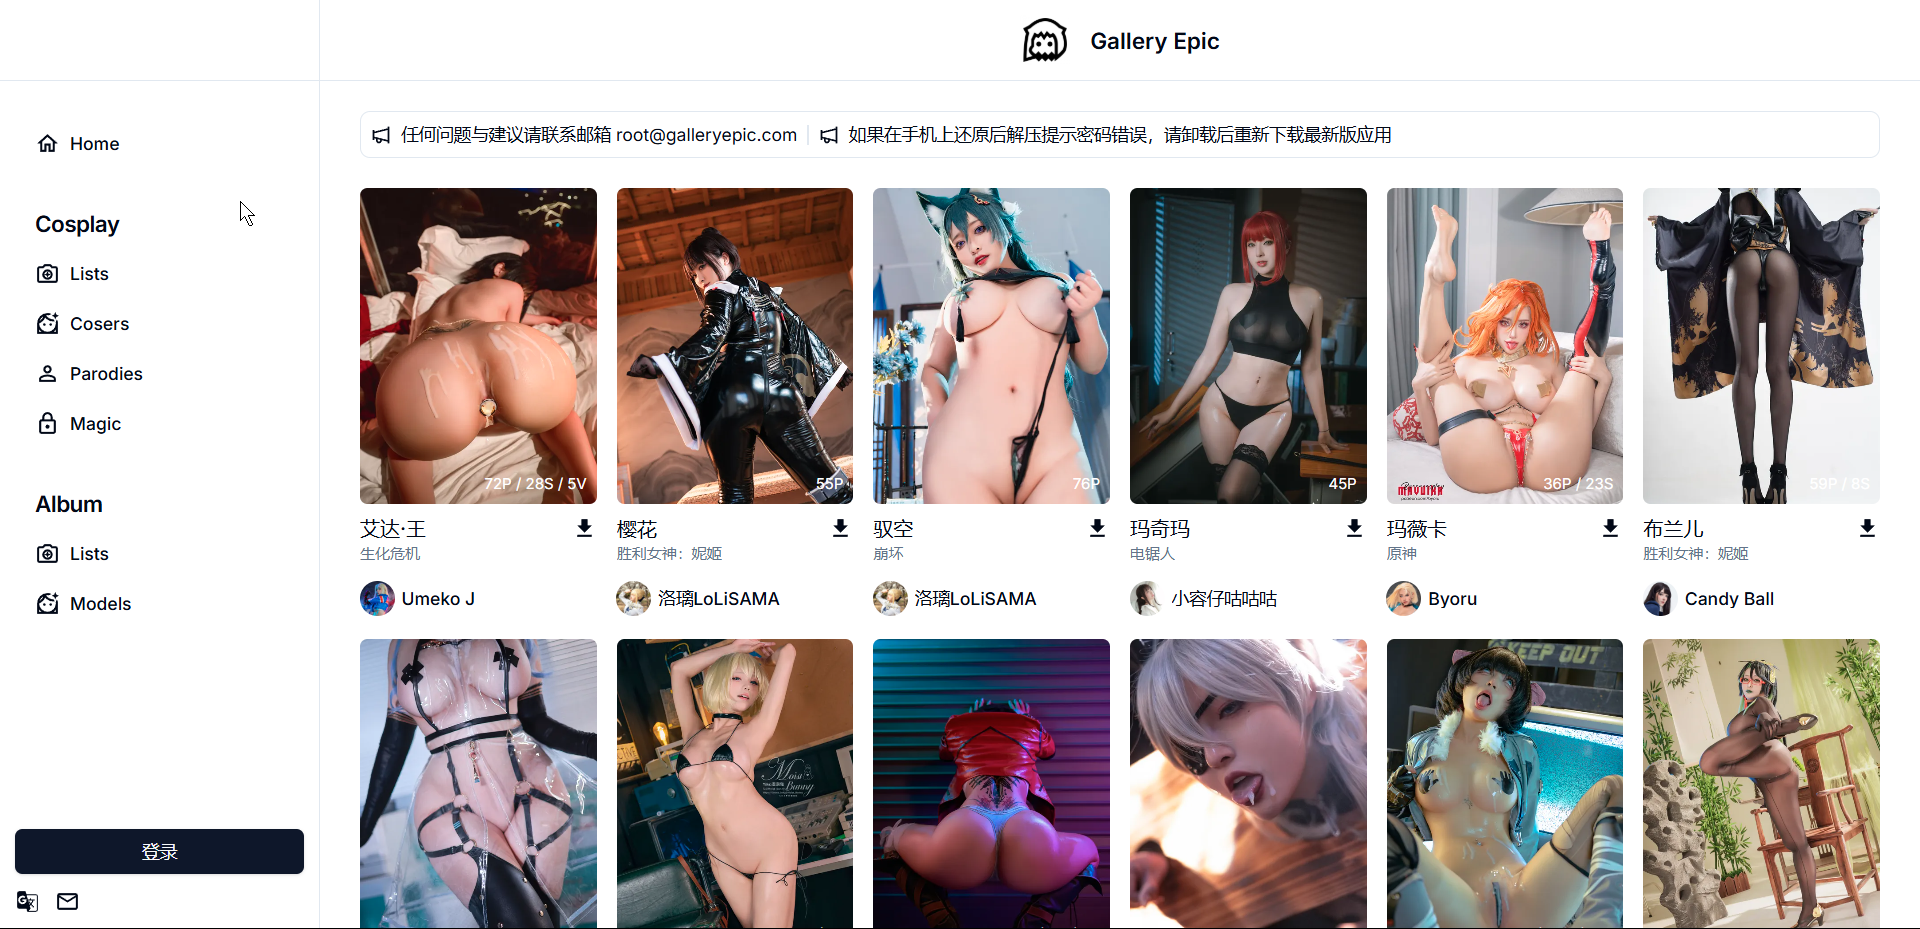 Gallery Epic
Home
Cosplay
Lists
Cosers
Parodies
Magic
Album
Lists
Models
登录
任何问题与建议请联系邮箱 root@galleryepic.com
如果在手机上还原后解压提示密码错误，请卸载后重新下载最新版应用
72P / 28S / 5V
55P
76P
45P
36P / 23S
59P / 8S
艾达·王
樱花
驭空
玛奇玛
玛薇卡
布兰儿
生化危机
胜利女神：妮姬
崩坏
电锯人
原神
胜利女神：妮姬
Umeko J
洛璃LoLiSAMA
洛璃LoLiSAMA
小容仔咕咕咕
Byoru
Candy Ball
KEEP OUT